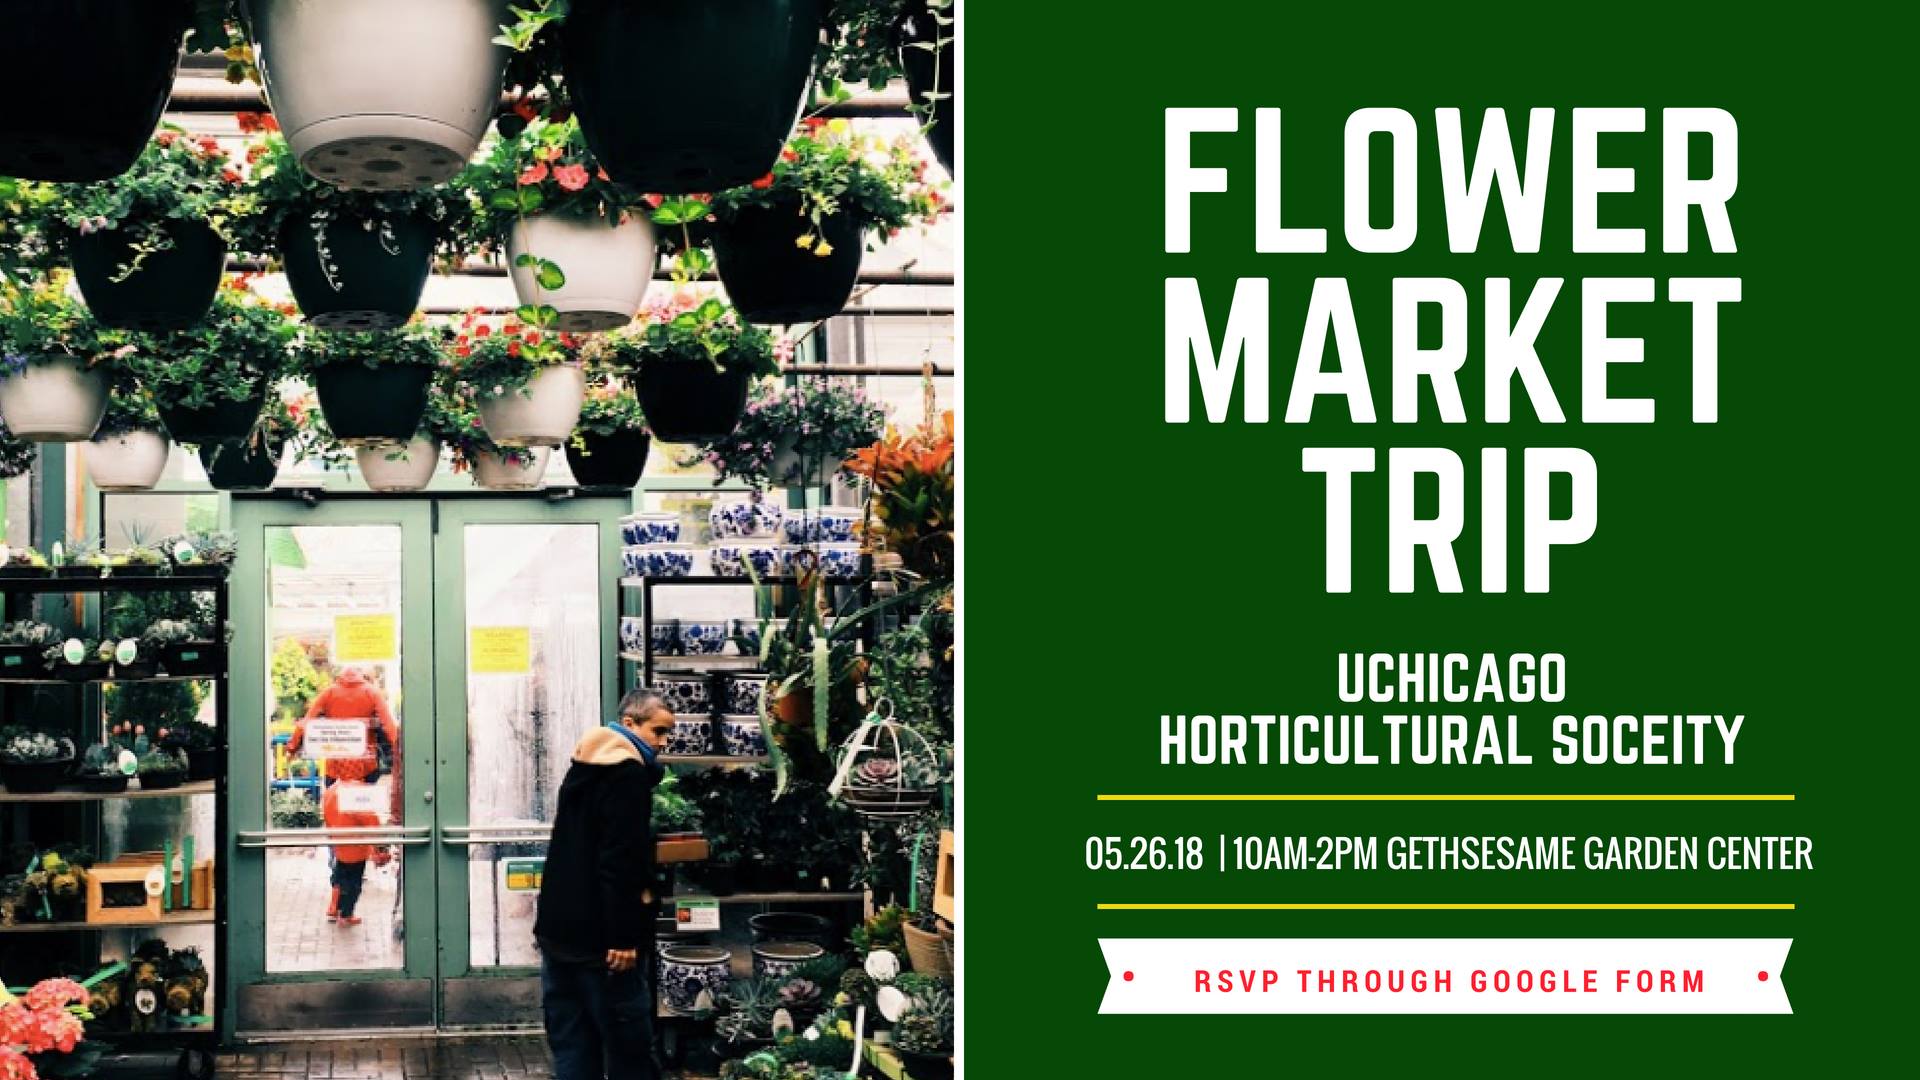 FLOWER
MARKET
TRIP
UCHICAGO
HORTICULTURAL SOCEITY
05.26.18 | 10AM-2PM GETHSESAME GARDEN CENTER
RSVP THROUGH GOOGLE FORM